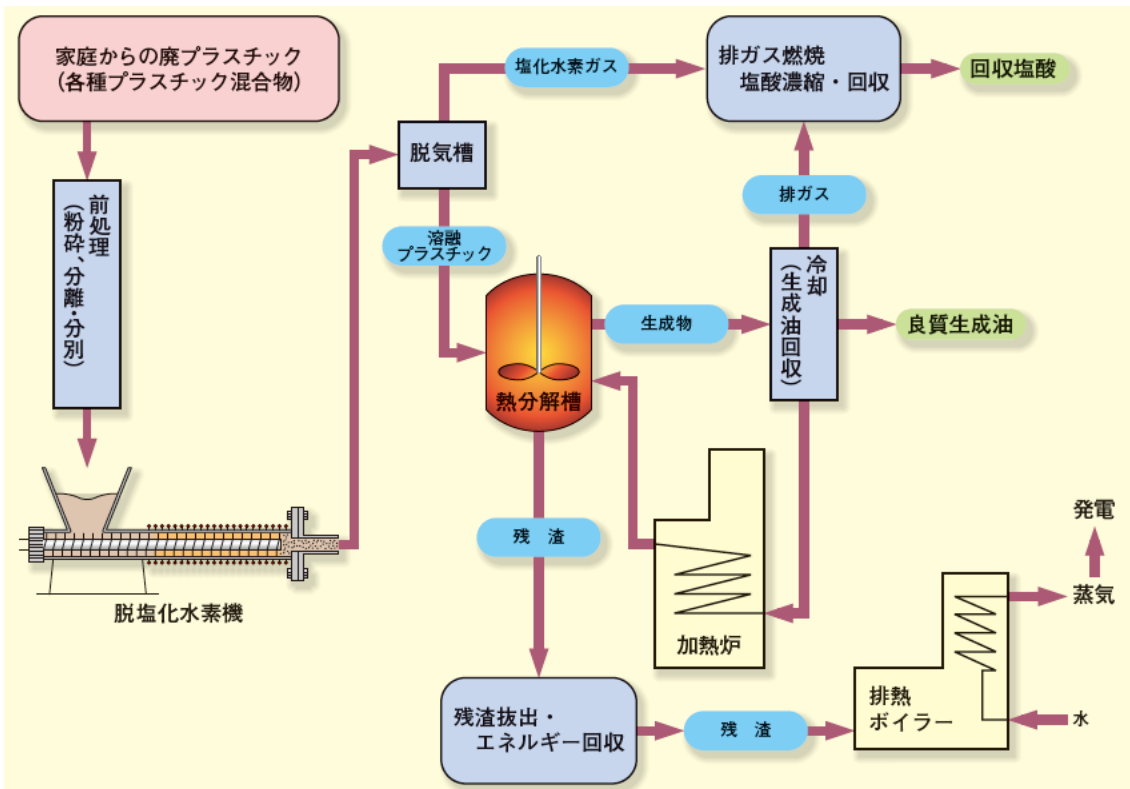 家庭からの廃プラスチック
(各種プラスチック混合物)
前処理
(粉砕、分離・分別)
脱塩化水素機
脱気槽
塩化水素ガス
排ガス燃焼
塩酸濃縮・回収
回収塩酸
溶融
プラスチック
熱分解槽
生成物
排ガス
冷却
(生成油回収)
良質生成油
加熱炉
残 渣
残渣抜出・
エネルギー回収
残 渣
排熱
ボイラー
水
蒸気
発電